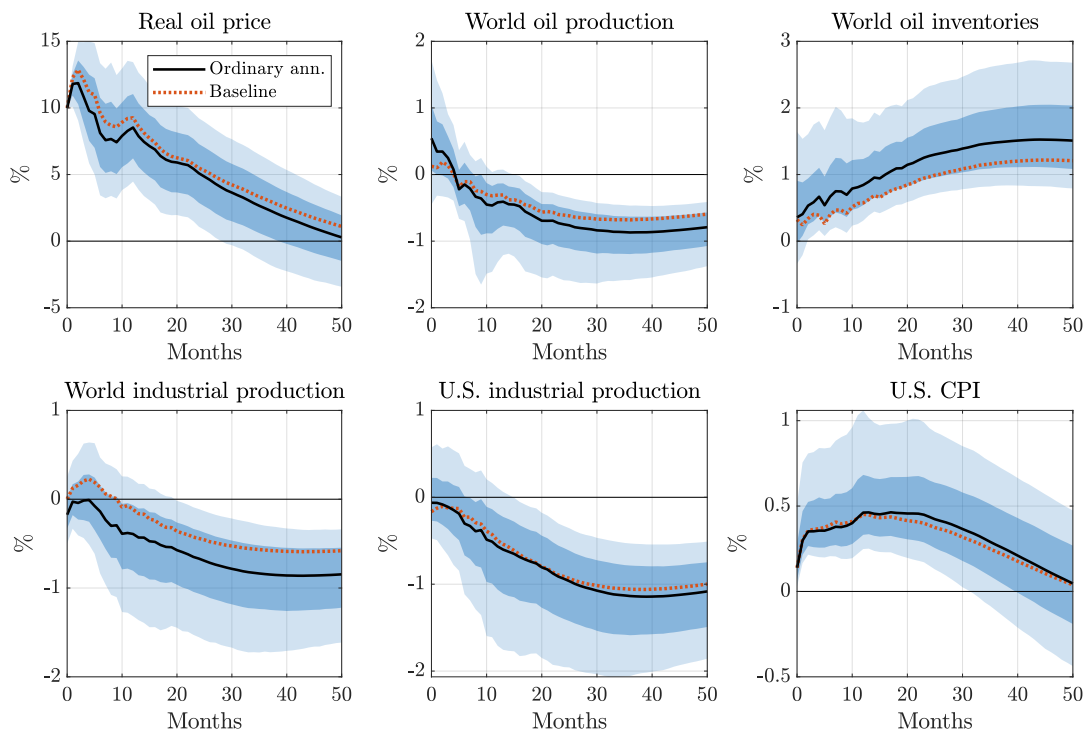 Real oil price
World oil production
World oil inventories
15
10
5
0
-5
%
0 10 20 30 40 50
Months
Ordinary ann.
Baseline
2
1
0
-1
-2
%
0 10 20 30 40 50
Months
3
2
1
0
-1
%
0 10 20 30 40 50
Months
World industrial production
U.S. industrial production
U.S. CPI
1
0
-1
-2
%
0 10 20 30 40 50
Months
1
0
-1
-2
%
0 10 20 30 40 50
Months
1
0.5
0
-0.5
%
0 10 20 30 40 50
Months